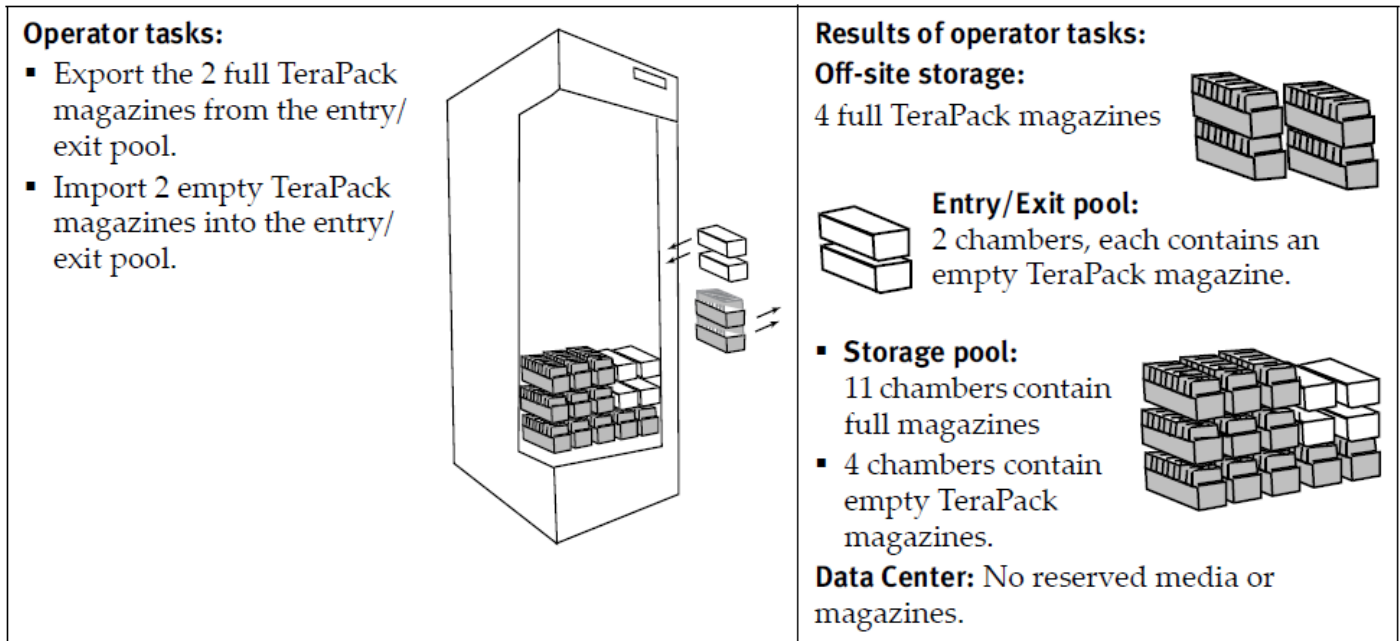 Operator tasks:
▪ Export the 2 full TeraPack
magazines from the entry/
exit pool.
▪ Import 2 empty TeraPack
magazines into the entry/
exit pool.
Results of operator tasks:
Off-site storage:
4 full TeraPack magazines
Entry/Exit pool:
2 chambers, each contains an
empty TeraPack magazine.
▪ Storage pool:
11 chambers contain
full magazines
▪ 4 chambers contain
empty TeraPack
magazines.
Data Center: No reserved media or
magazines.